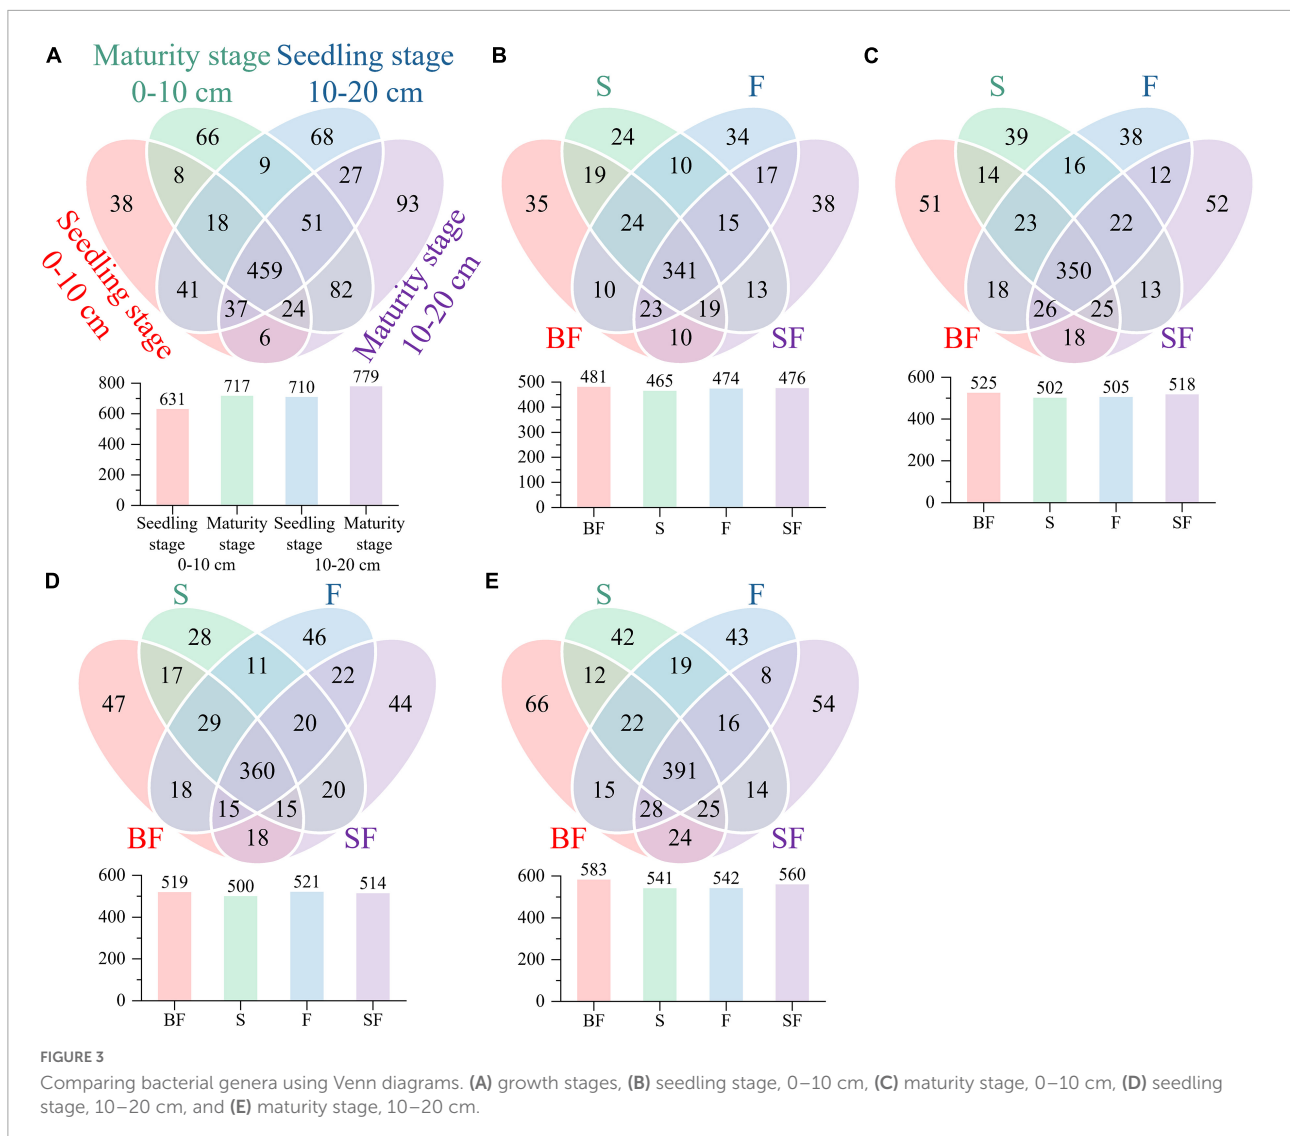 A
Maturity stage
0-10 cm
Seedling stage
10-20 cm
66
68
8
9
27
38
18
51
93
459
41
37
24
82
6
Seedling stage
0-10 cm
Maturity stage
10-20 cm
800
600
400
200
0
631
717
710
779
Seedling
stage
Maturity
stage
Seedling
stage
Maturity
stage
0-10 cm
10-20 cm
B
S
F
24
34
19
10
17
35
24
15
38
341
10
23
19
13
10
BF
SF
500
400
300
200
100
0
481
465
474
476
BF
S
F
SF
C
S
F
39
38
14
16
12
51
23
22
52
350
18
26
25
13
18
BF
SF
600
400
200
0
525
502
505
518
BF
S
F
SF
D
S
F
28
46
17
11
22
47
29
20
44
360
18
15
15
20
18
BF
SF
600
400
200
0
519
500
521
514
BF
S
F
SF
E
S
F
42
43
12
19
8
66
22
16
54
391
15
28
25
14
24
BF
SF
600
400
200
0
583
541
542
560
BF
S
F
SF
FIGURE 3
Comparing bacterial genera using Venn diagrams. (A) growth stages, (B) seedling stage, 0–10 cm, (C) maturity stage, 0–10 cm, (D) seedling
stage, 10–20 cm, and (E) maturity stage, 10–20 cm.